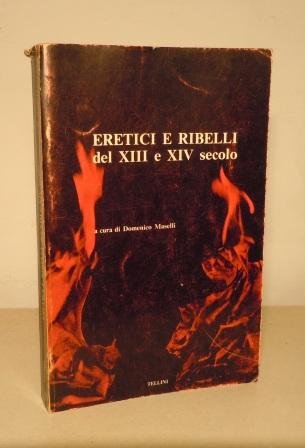 ERETICI E RIBELLI
del XIII e XIV secolo
a cura di Domenico Maselli
TELLINI